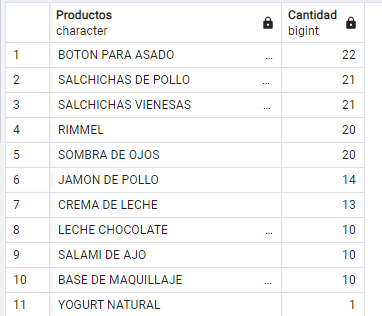 Productos Cantidad
character bigint
1 BOTON PARA ASADO ... 22
2 SALCHICHAS DE POLLO ... 21
3 SALCHICHAS VIENESAS ... 21
4 RIMMEL 20
5 SOMBRA DE OJOS 20
6 JAMON DE POLLO 14
7 CREMA DE LECHE 13
8 LECHE CHOCOLATE ... 10
9 SALAMI DE AJO 10
10 BASE DE MAQUILLAJE ... 10
11 YOGURT NATURAL 1